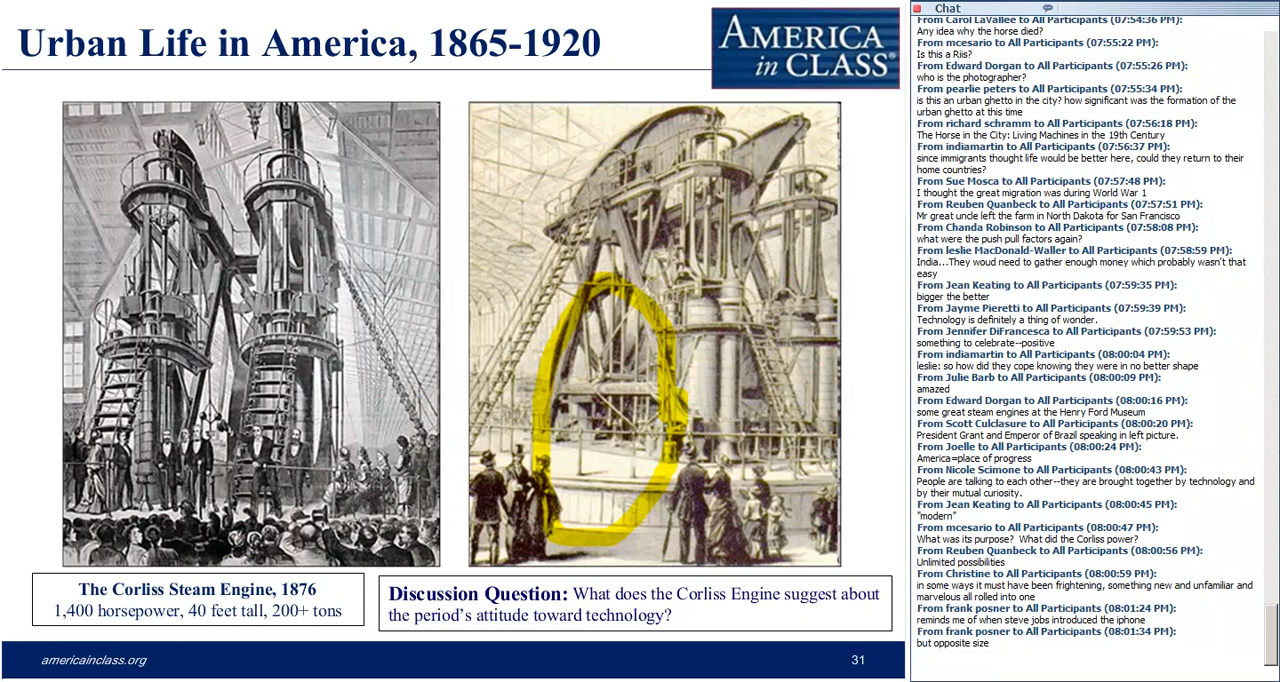 Urban Life in America, 1865-1920
AMERICA
in CLASS®
The Corliss Steam Engine, 1876
1,400 horsepower, 40 feet tall, 200+ tons
Discussion Question: What does the Corliss Engine suggest about
the period's attitude toward technology?
americainclass.org
31
Chat
From Carol LaVallee to All Participants (07:54:36 PM):
Any idea why the horse died?
From mcesario to All Participants (07:55:22 PM):
Is this a Riis?
From Edward Dorgan to All Participants (07:55:26 PM):
who is the photographer?
From pearlie peters to All Participants (07:55:34 PM):
is this an urban ghetto in the city? how significant was the formation of the
urban ghetto at this time
From richard schramm to All Participants (07:56:18 PM):
The Horse in the City: Living Machines in the 19th Century
From indiamartin to All Participants (07:56:37 PM):
since immigrants thought life would be better here, could they return to their
home countries?
From Sue Mosca to All Participants (07:57:48 PM):
I thought the great migration was during World War 1
From Reuben Quanbeck to All Participants (07:57:51 PM):
Mr great uncle left the farm in North Dakota for San Francisco
From Chanda Robinson to All Participants (07:58:08 PM):
what were the push pull factors again?
From leslie MacDonald-Waller to All Participants (07:58:59 PM):
India...They woud need to gather enough money which probably wasn't that
easy
From Jean Keating to All Participants (07:59:35 PM):
bigger the better
From Jayme Pieretti to All Participants (07:59:39 PM):
Technology is definitely a thing of wonder.
From Jennifer DiFrancesca to All Participants (07:59:53 PM):
something to celebrate--positive
From indiamartin to All Participants (08:00:04 PM):
leslie: so how did they cope knowing they were in no better shape
From Julie Barb to All Participants (08:00:09 PM):
amazed
From Edward Dorgan to All Participants (08:00:16 PM):
some great steam engines at the Henry Ford Museum
From Scott Culclasure to All Participants (08:00:20 PM):
President Grant and Emperor of Brazil speaking in left picture.
From Joelle to All Participants (08:00:24 PM):
America=place of progress
From Nicole Scimone to All Participants (08:00:43 PM):
People are talking to each other--they are brought together by technology and
by their mutual curiosity.
From Jean Keating to All Participants (08:00:45 PM):
"modern"
From mcesario to All Participants (08:00:47 PM):
What was its purpose?  What did the Corliss power?
From Reuben Quanbeck to All Participants (08:00:56 PM):
Unlimited possibilities
From Christine to All Participants (08:00:59 PM):
in some ways it must have been frightening, something new and unfamiliar and
marvelous all rolled into one
From frank posner to All Participants (08:01:24 PM):
reminds me of when steve jobs introduced the iphone
From frank posner to All Participants (08:01:34 PM):
but opposite size